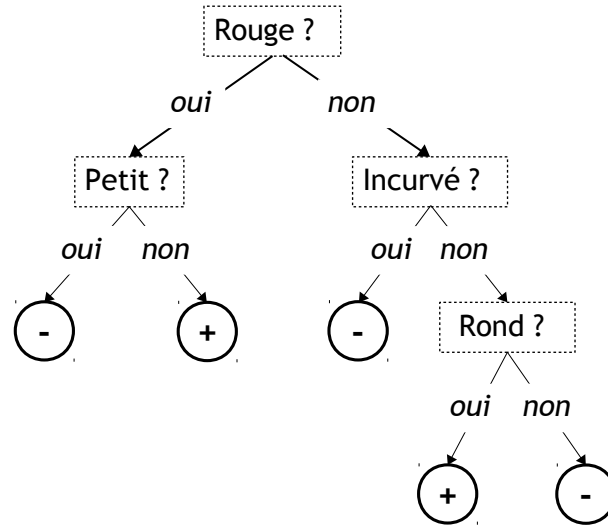 Rouge ?
oui non
Petit ? Incurvé ?
oui non oui non
- + - Rond ?
oui non
+ -